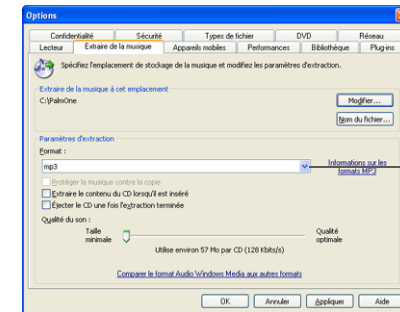 Options
Confidentialité Sécurité Types de fichier DVD Réseau
Lecteur Extraire de la musique Appareils mobiles Performances Bibliothèque Plug-ins
Spécifiez l'emplacement de stockage de la musique et modifiez les paramètres d'extraction.
Extraire de la musique à cet emplacement
C:\PalmOne
Modifier...
Nom du fichier...
Paramètres d'extraction
Format :
mp3
Informations sur les
formats MP3
Protéger la musique contre la copie
Extraire le contenu du CD lorsqu'il est inséré
Éjecter le CD une fois l'extraction terminée
Qualité du son :
Taille
minimale
Qualité
optimale
Utilise environ 57 Mo par CD (128 Kbits/s)
Comparer le format Audio Windows Media aux autres formats
OK Annuler Appliquer Aide